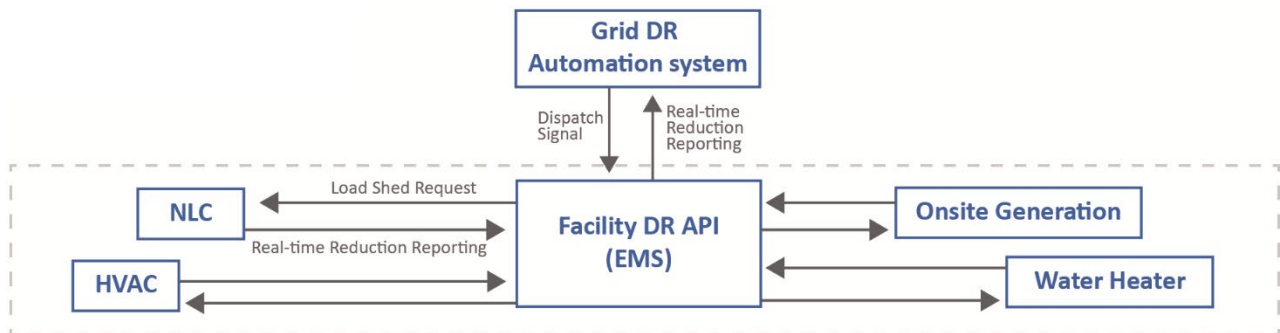 Grid DR
Automation system
Dispatch
Signal
Real-time
Reduction
Reporting
Load Shed Request
NLC
Real-time Reduction Reporting
HVAC
Facility DR API
(EMS)
Onsite Generation
Water Heater